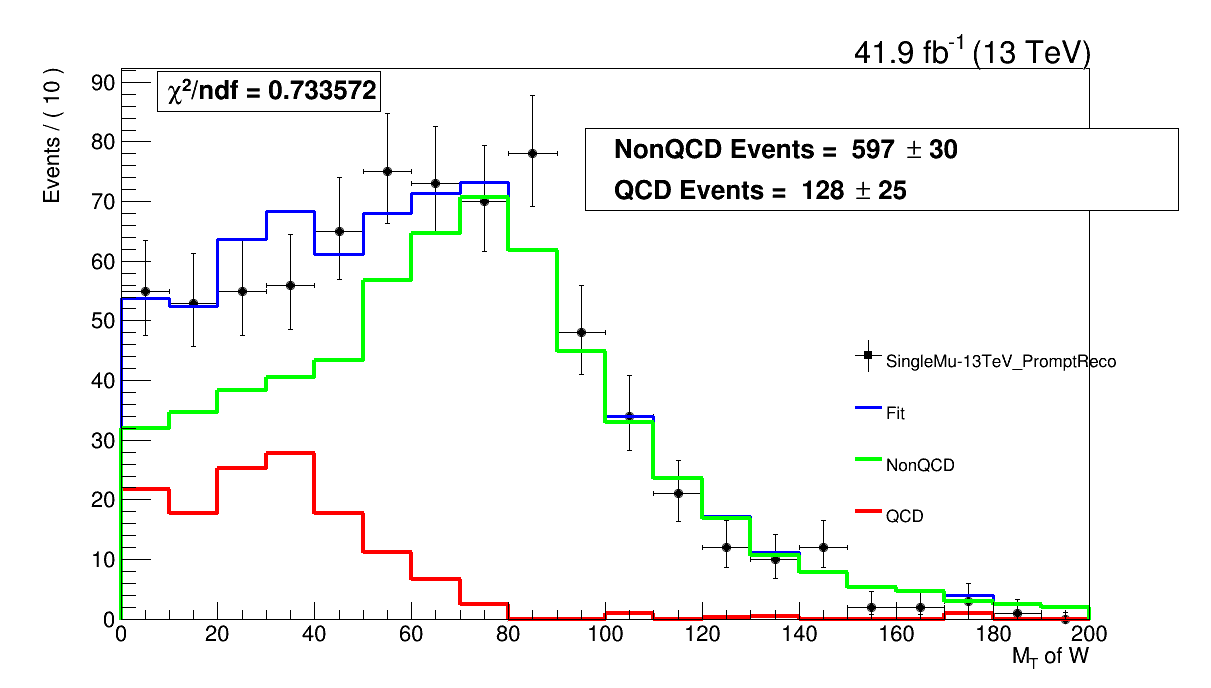 41.9 fb-1 (13 TeV)
Events / ( 10 )
χ²/ndf = 0.733572
NonQCD Events = 597 ± 30
QCD Events = 128 ± 25
90
80
70
60
50
40
30
20
10
0
SingleMu-13TeV_PromptReco
Fit
NonQCD
QCD
0 20 40 60 80 100 120 140 160 180 200
MT of W